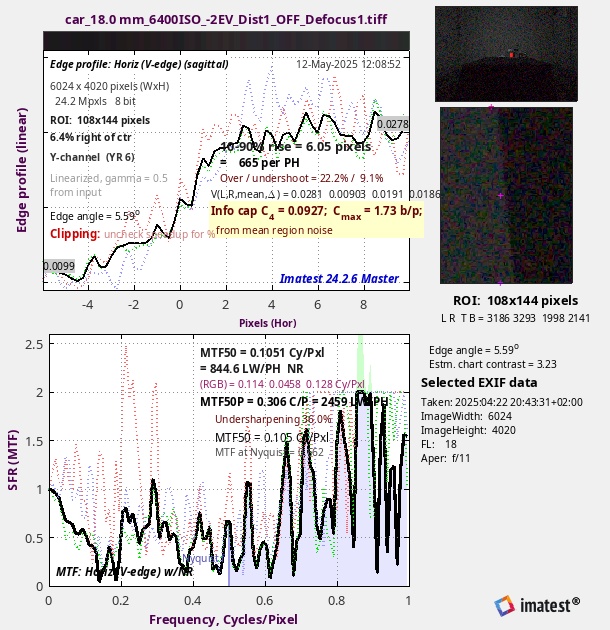 car_18.0 mm_6400ISO_-2EV_Dist1_OFF_Defocus1.tiff
Edge profile: Horiz (V-edge) (sagittal)
12-May-2025 12:08:52
6024 x 4020 pixels (WxH)
24.2 Mpxls 8 bit
ROI: 108x144 pixels
6.4% right of ctr
Y-channel (YR 6)
Linearized, gamma = 0.5
from input
Edge angle = 5.59º
Clipping: uncheck speedup for %
0.0099
0.0278
10-90% rise = 6.05 pixels
= 665 per PH
Over / undershoot = 22.2% / 9.1%
V(L,R,mean,Δ) = 0.0281 0.00903 0.0191 0.0186
Info cap C4 = 0.0927; Cmax = 1.73 b/p;
from mean region noise
Imatest 24.2.6 Master
Edge profile (linear)
-4 -2 0 2 4 6 8
Pixels (Hor)
ROI: 108x144 pixels
L R T B = 3186 3293 1998 2141
Edge angle = 5.59º
Estm. chart contrast = 3.23
Selected EXIF data
Taken: 2025:04:22 20:43:31+02:00
ImageWidth: 6024
ImageHeight: 4020
FL: 18
Aper: f/11
SFR (MTF)
2.5
2
1.5
1
0.5
0
MTF50 = 0.1051 Cy/Pxl
= 844.6 LW/PH NR
(RGB) = 0.114 0.0458 0.128 Cy/Pxl
MTF50P = 0.306 C/P = 2459 LW/PH
Undersharpening 36.0%
MTF50 = 0.105 Cy/Pxl
Nyquist
MTF: Horiz (V-edge) w/NR
0 0.2 0.4 0.6 0.8 1
Frequency, Cycles/Pixel
imatest®